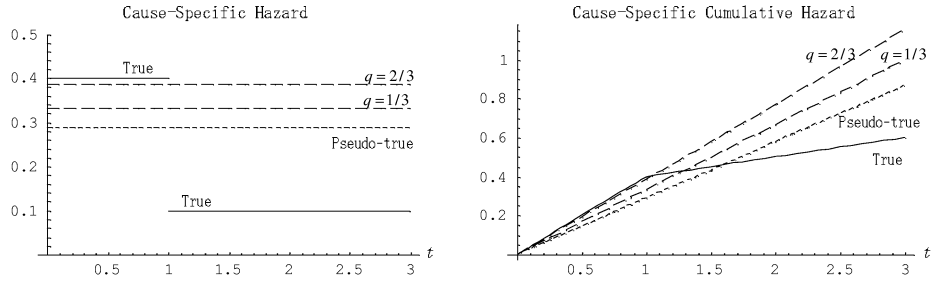 Cause-Specific Hazard
0.5
0.4
0.3
0.2
0.1
True
q = 2/3
q = 1/3
Pseudo-true
True
0.5 1 1.5 2 2.5 3 t
Cause-Specific Cumulative Hazard
1
0.8
0.6
0.4
0.2
q = 2/3 q = 1/3
Pseudo-true
True
0.5 1 1.5 2 2.5 3 t